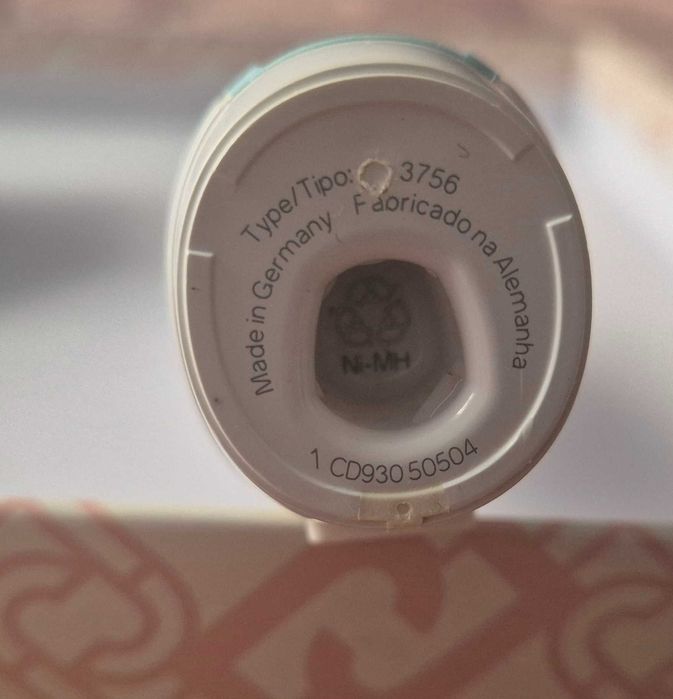 Type/Tipo: 3756
Made in Germany Fabricado na Alemanha
Ni-MH
1 CD930 50504